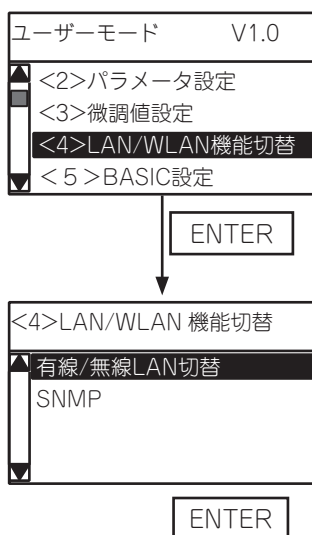 ユーザーモード V1.0
<2>パラメータ設定
<3>微調値設定
<4>LAN/WLAN機能切替
<５>BASIC設定
ENTER
<4>LAN/WLAN 機能切替
有線/無線LAN切替
SNMP
ENTER